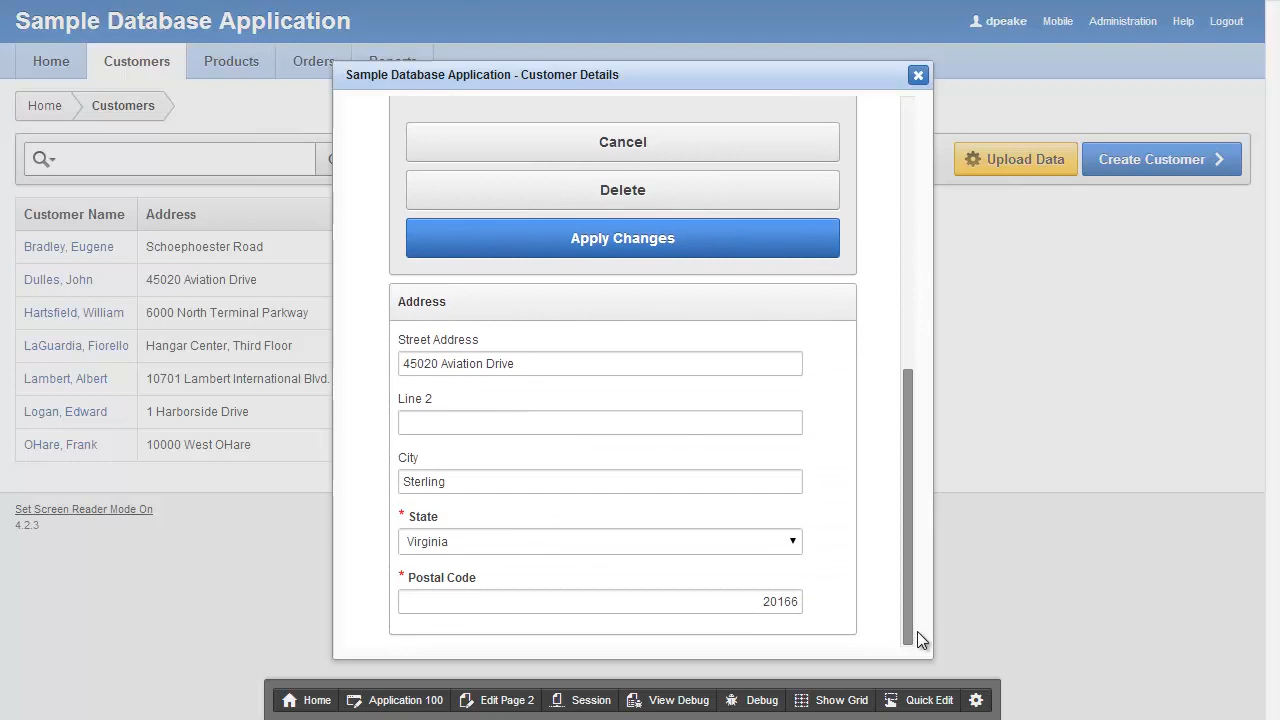 Sample Database Application
dpeake Mobile Administration Help Logout
Home Customers Products Orders Reports
Sample Database Application - Customer Details
Home Customers
Upload Data Create Customer
Cancel
Delete
Apply Changes
Customer Name Address
Bradley, Eugene Schoephoester Road
Dulles, John 45020 Aviation Drive
Hartsfield, William 6000 North Terminal Parkway
LaGuardia, Fiorello Hangar Center, Third Floor
Lambert, Albert 10701 Lambert International Blvd.
Logan, Edward 1 Harborside Drive
OHare, Frank 10000 West OHare
Address
Street Address
45020 Aviation Drive
Line 2
City
Sterling
* State
Virginia
* Postal Code
20166
Set Screen Reader Mode On
4.2.3
Home Application 100 Edit Page 2 Session View Debug Debug Show Grid Quick Edit